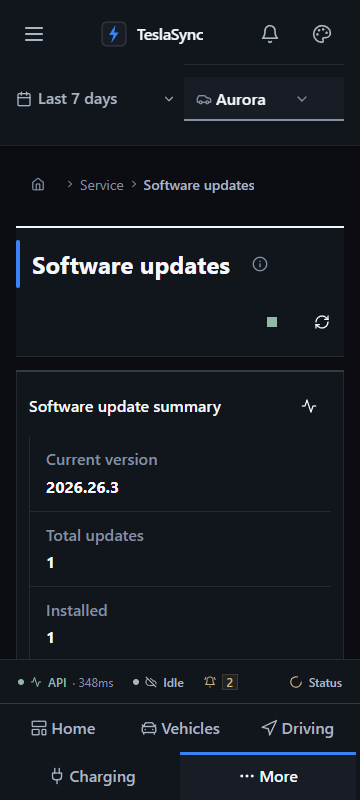 TeslaSync
Last 7 days
Aurora
Service
Software updates
Software updates
Software update summary
Current version
2026.26.3
Total updates
1
Installed
1
API · 348ms
Idle
2
Status
Home
Vehicles
Driving
Charging
More